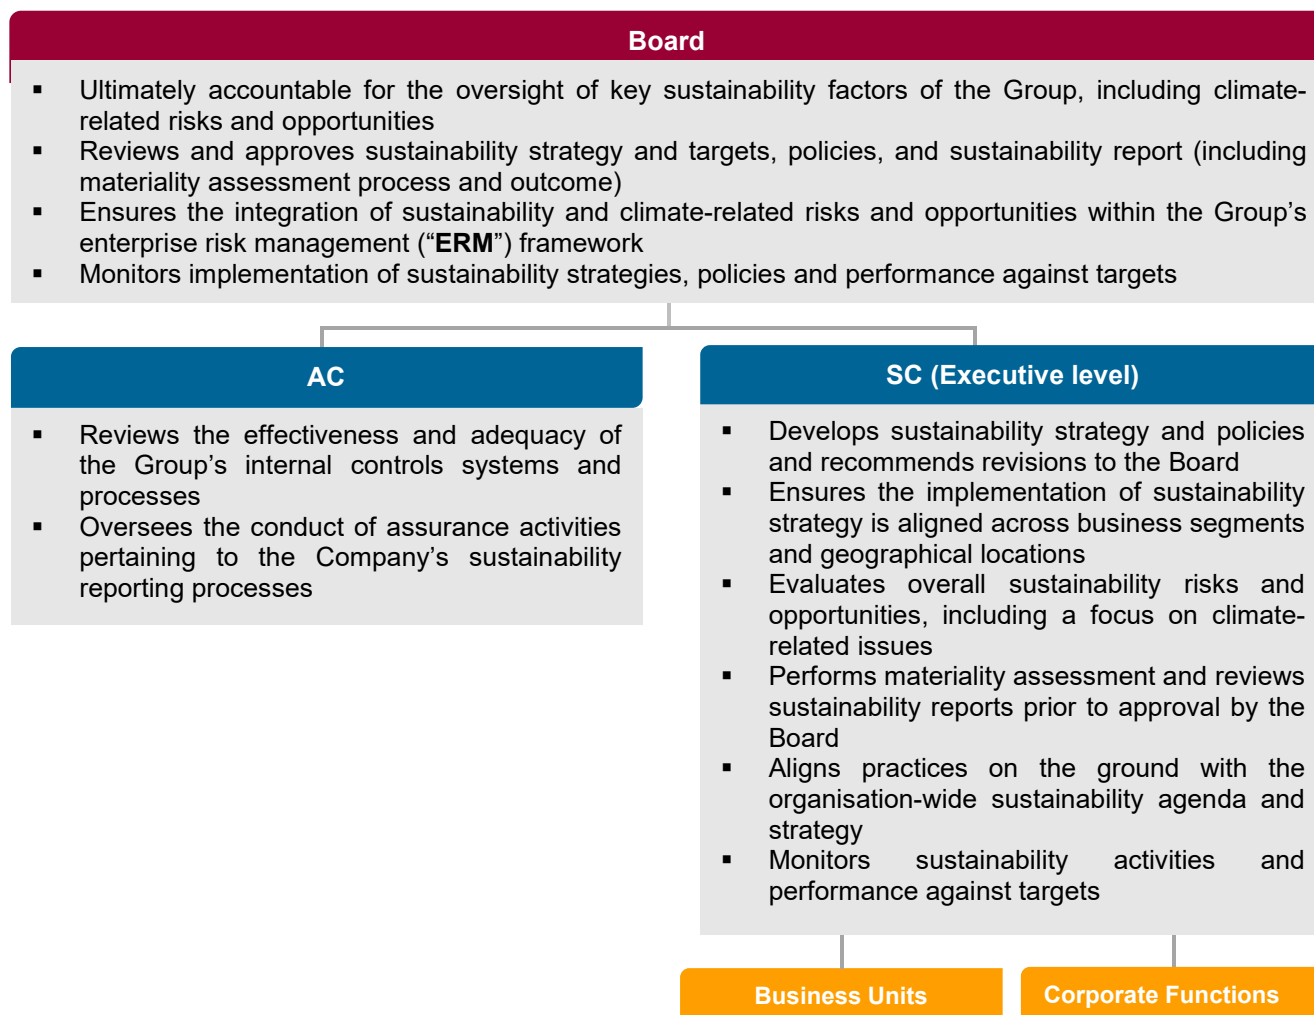 Board
▪ Ultimately accountable for the oversight of key sustainability factors of the Group, including climate-
related risks and opportunities
▪ Reviews and approves sustainability strategy and targets, policies, and sustainability report (including
materiality assessment process and outcome)
▪ Ensures the integration of sustainability and climate-related risks and opportunities within the Group’s
enterprise risk management (“ERM”) framework
▪ Monitors implementation of sustainability strategies, policies and performance against targets
AC
▪ Reviews the effectiveness and adequacy of
the Group’s internal controls systems and
processes
▪ Oversees the conduct of assurance activities
pertaining to the Company’s sustainability
reporting processes
SC (Executive level)
▪ Develops sustainability strategy and policies
and recommends revisions to the Board
▪ Ensures the implementation of sustainability
strategy is aligned across business segments
and geographical locations
▪ Evaluates overall sustainability risks and
opportunities, including a focus on climate-
related issues
▪ Performs materiality assessment and reviews
sustainability reports prior to approval by the
Board
▪ Aligns practices on the ground with the
organisation-wide sustainability agenda and
strategy
▪ Monitors sustainability activities and
performance against targets
Business Units
Corporate Functions